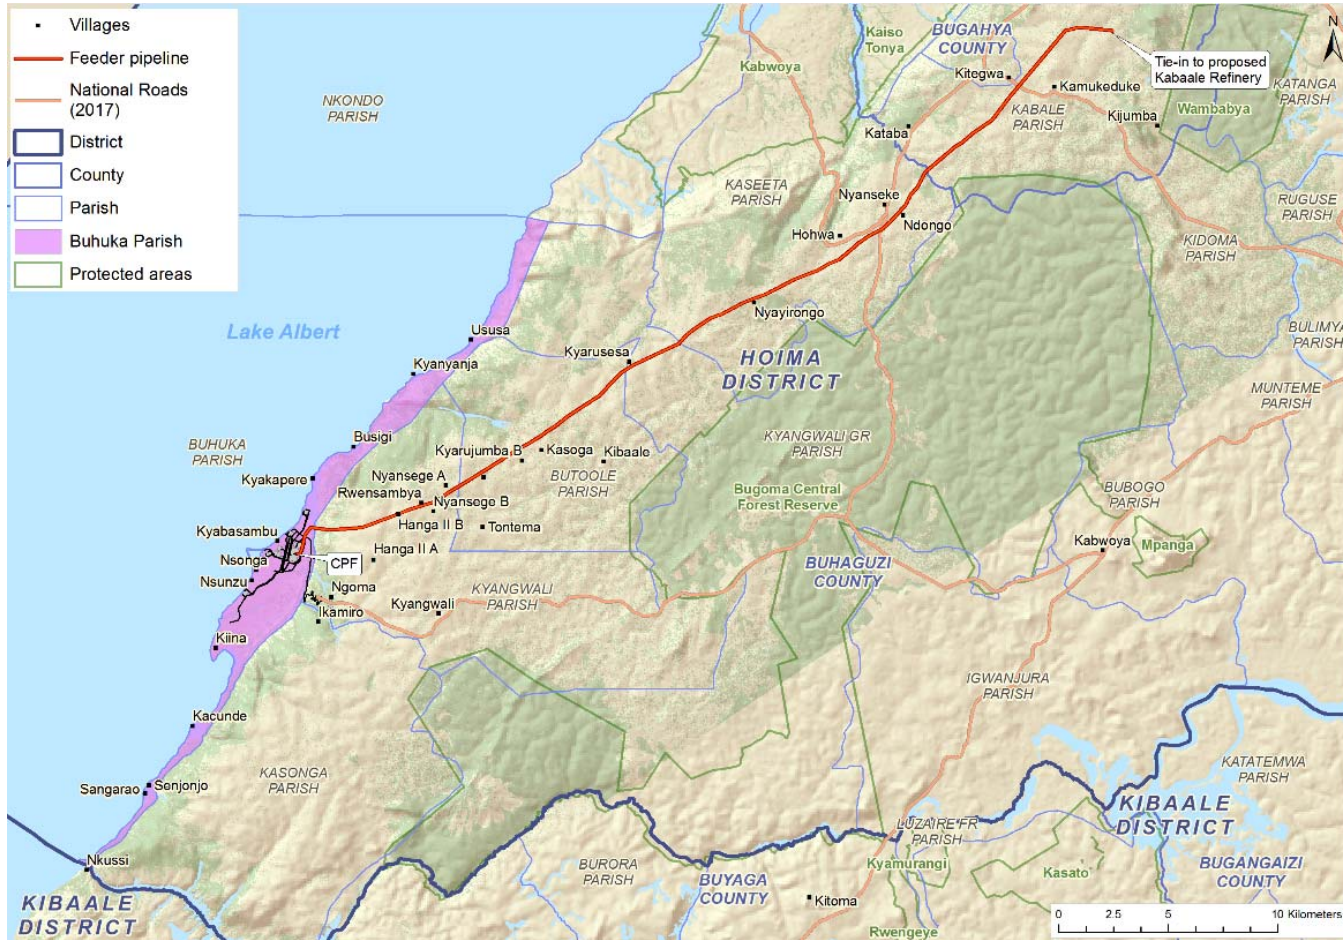 Villages
Feeder pipeline
National Roads
(2017)
District
County
Parish
Buhuka Parish
Protected areas
NKONDO
PARISH
Kabwoya
Kaiso
Tonya
BUGAHYA
COUNTY
N
Tie-in to proposed
Kabaale Refinery
Kitegwa
Kamukeduke
KABALE
PARISH
Kijumba
Wambabya
KATANGA
PARISH
Kataba
KASEETA
PARISH
Nyanseke
Ndongo
Hohwa
RUGUSE
PARISH
KIDOMA
PARISH
Nyayirongo
BULIMYA
PARISH
Lake Albert
Ususa
Kyanyanja
Kyarusesa
HOIMA
DISTRICT
MUNTEME
PARISH
BUHUKA
PARISH
Busigi
Kyakapere
Kyarujumba B
Kasoga
Kibaale
KYANGWALI GR
PARISH
Nyansege A
BUTOOLE
PARISH
Rwensambya
Nyansege B
Bugoma Central
Forest Reserve
BUBOGO
PARISH
Hanga II B
Tontema
Kyabasambu
Nsonga
CPF
Hanga II A
Nsunzu
Ngoma
Ikamiro
Kyangwali
KYANGWALI
PARISH
BUHAGUZI
COUNTY
Kabwoya
Mpanga
Kiina
IGWANJURA
PARISH
Kacunde
KASONGA
PARISH
Senjonjo
Sangarao
KATATEMWA
PARISH
KIBAALE
DISTRICT
LUZAIRE FR
PARISH
Nkussi
BURORA
PARISH
BUYAGA
COUNTY
Kyamurangi
Kasato
BUGANGAIZI
COUNTY
KIBAALE
DISTRICT
Kitoma
Rwengeye
0 2.5 5 10 Kilometers